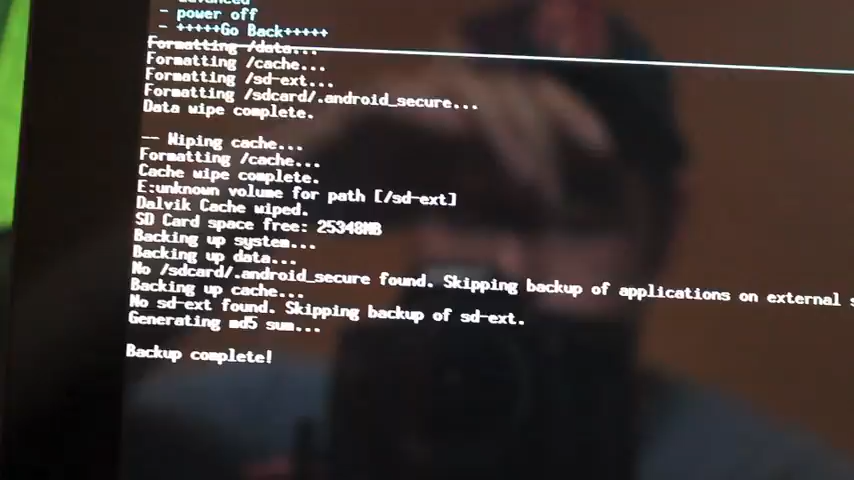 advanced
- power off
- +++++Go Back+++++
Formatting /data...
Formatting /cache...
Formatting /sd-ext...
Formatting /sdcard/.android_secure...
Data wipe complete.
-- Wiping cache...
Formatting /cache...
Cache wipe complete.
E:unknown volume for path [/sd-ext]
Dalvik Cache wiped.
SD Card space free: 25348MB
Backing up system...
Backing up data...
No /sdcard/.android_secure found. Skipping backup of applications on external
Backing up cache...
No sd-ext found. Skipping backup of sd-ext.
Generating md5 sum...
Backup complete!